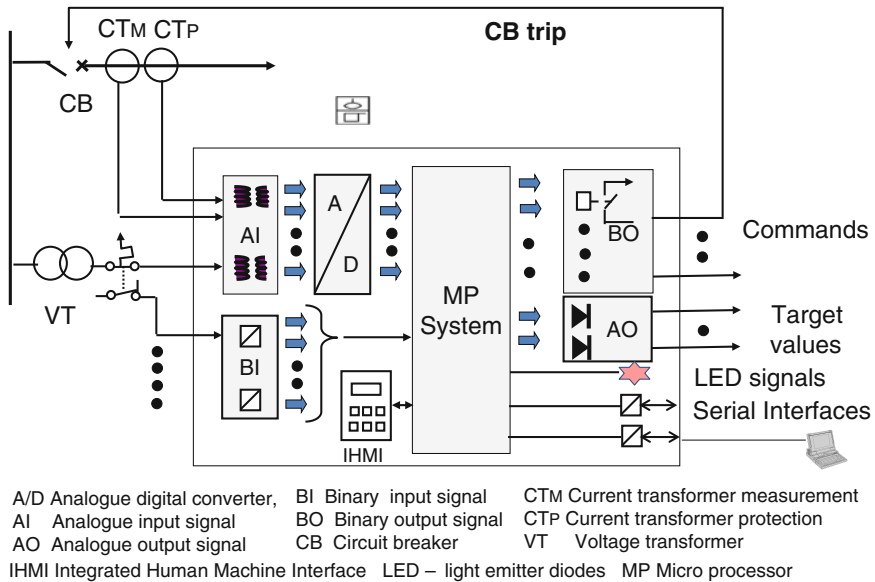 CTM CTP
CB trip
CB
A
AI
D
BO
Commands
VT
MP
System
AO
Target
values
BI
LED signals
Serial Interfaces
IHMI
A/D Analogue digital converter, BI Binary input signal CTM Current transformer measurement
AI Analogue input signal BO Binary output signal CTP Current transformer protection
AO Analogue output signal CB Circuit breaker VT Voltage transformer
IHMI Integrated Human Machine Interface LED – light emitter diodes MP Micro processor